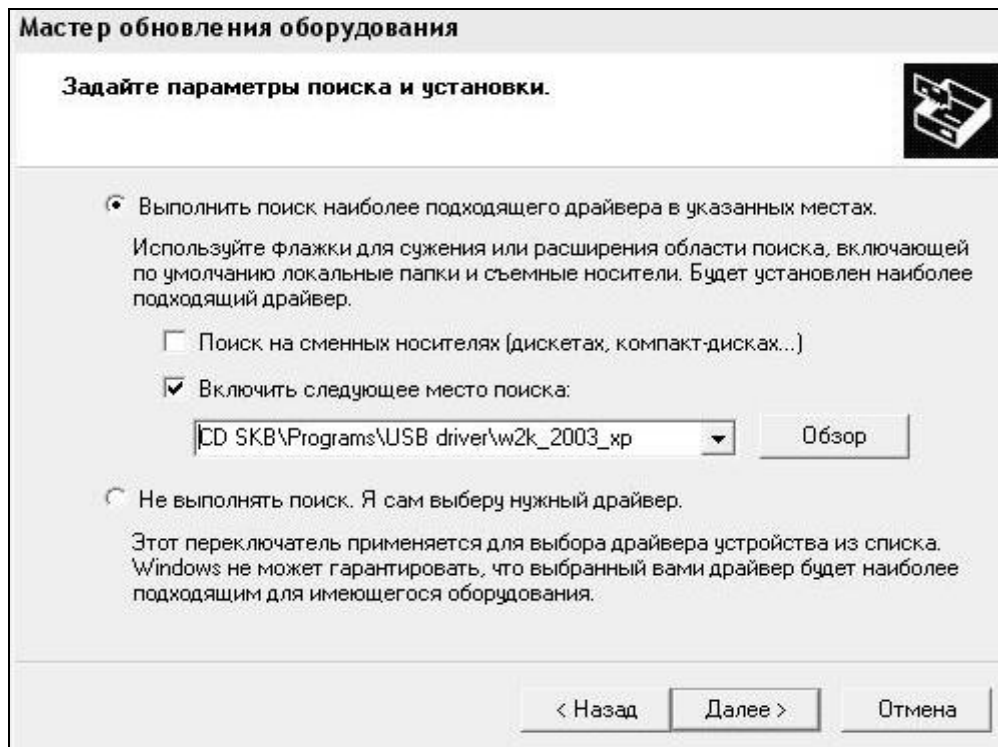 Мастер обновления оборудования
Задайте параметры поиска и установки.
Выполнить поиск наиболее подходящего драйвера в указанных местах.
Используйте флажки для сужения или расширения области поиска, включающей
по умолчанию локальные папки и съемные носители. Будет установлен наиболее
подходящий драйвер.
Поиск на сменных носителях (дискетах, компакт-дисках...)
Включить следующее место поиска:
CD SKB\Programs\USB driver\w2k_2003_xp
Обзор
Не выполнять поиск. Я сам выберу нужный драйвер.
Этот переключатель применяется для выбора драйвера устройства из списка.
Windows не может гарантировать, что выбранный вами драйвер будет наиболее
подходящим для имеющегося оборудования.
< Назад
Далее >
Отмена